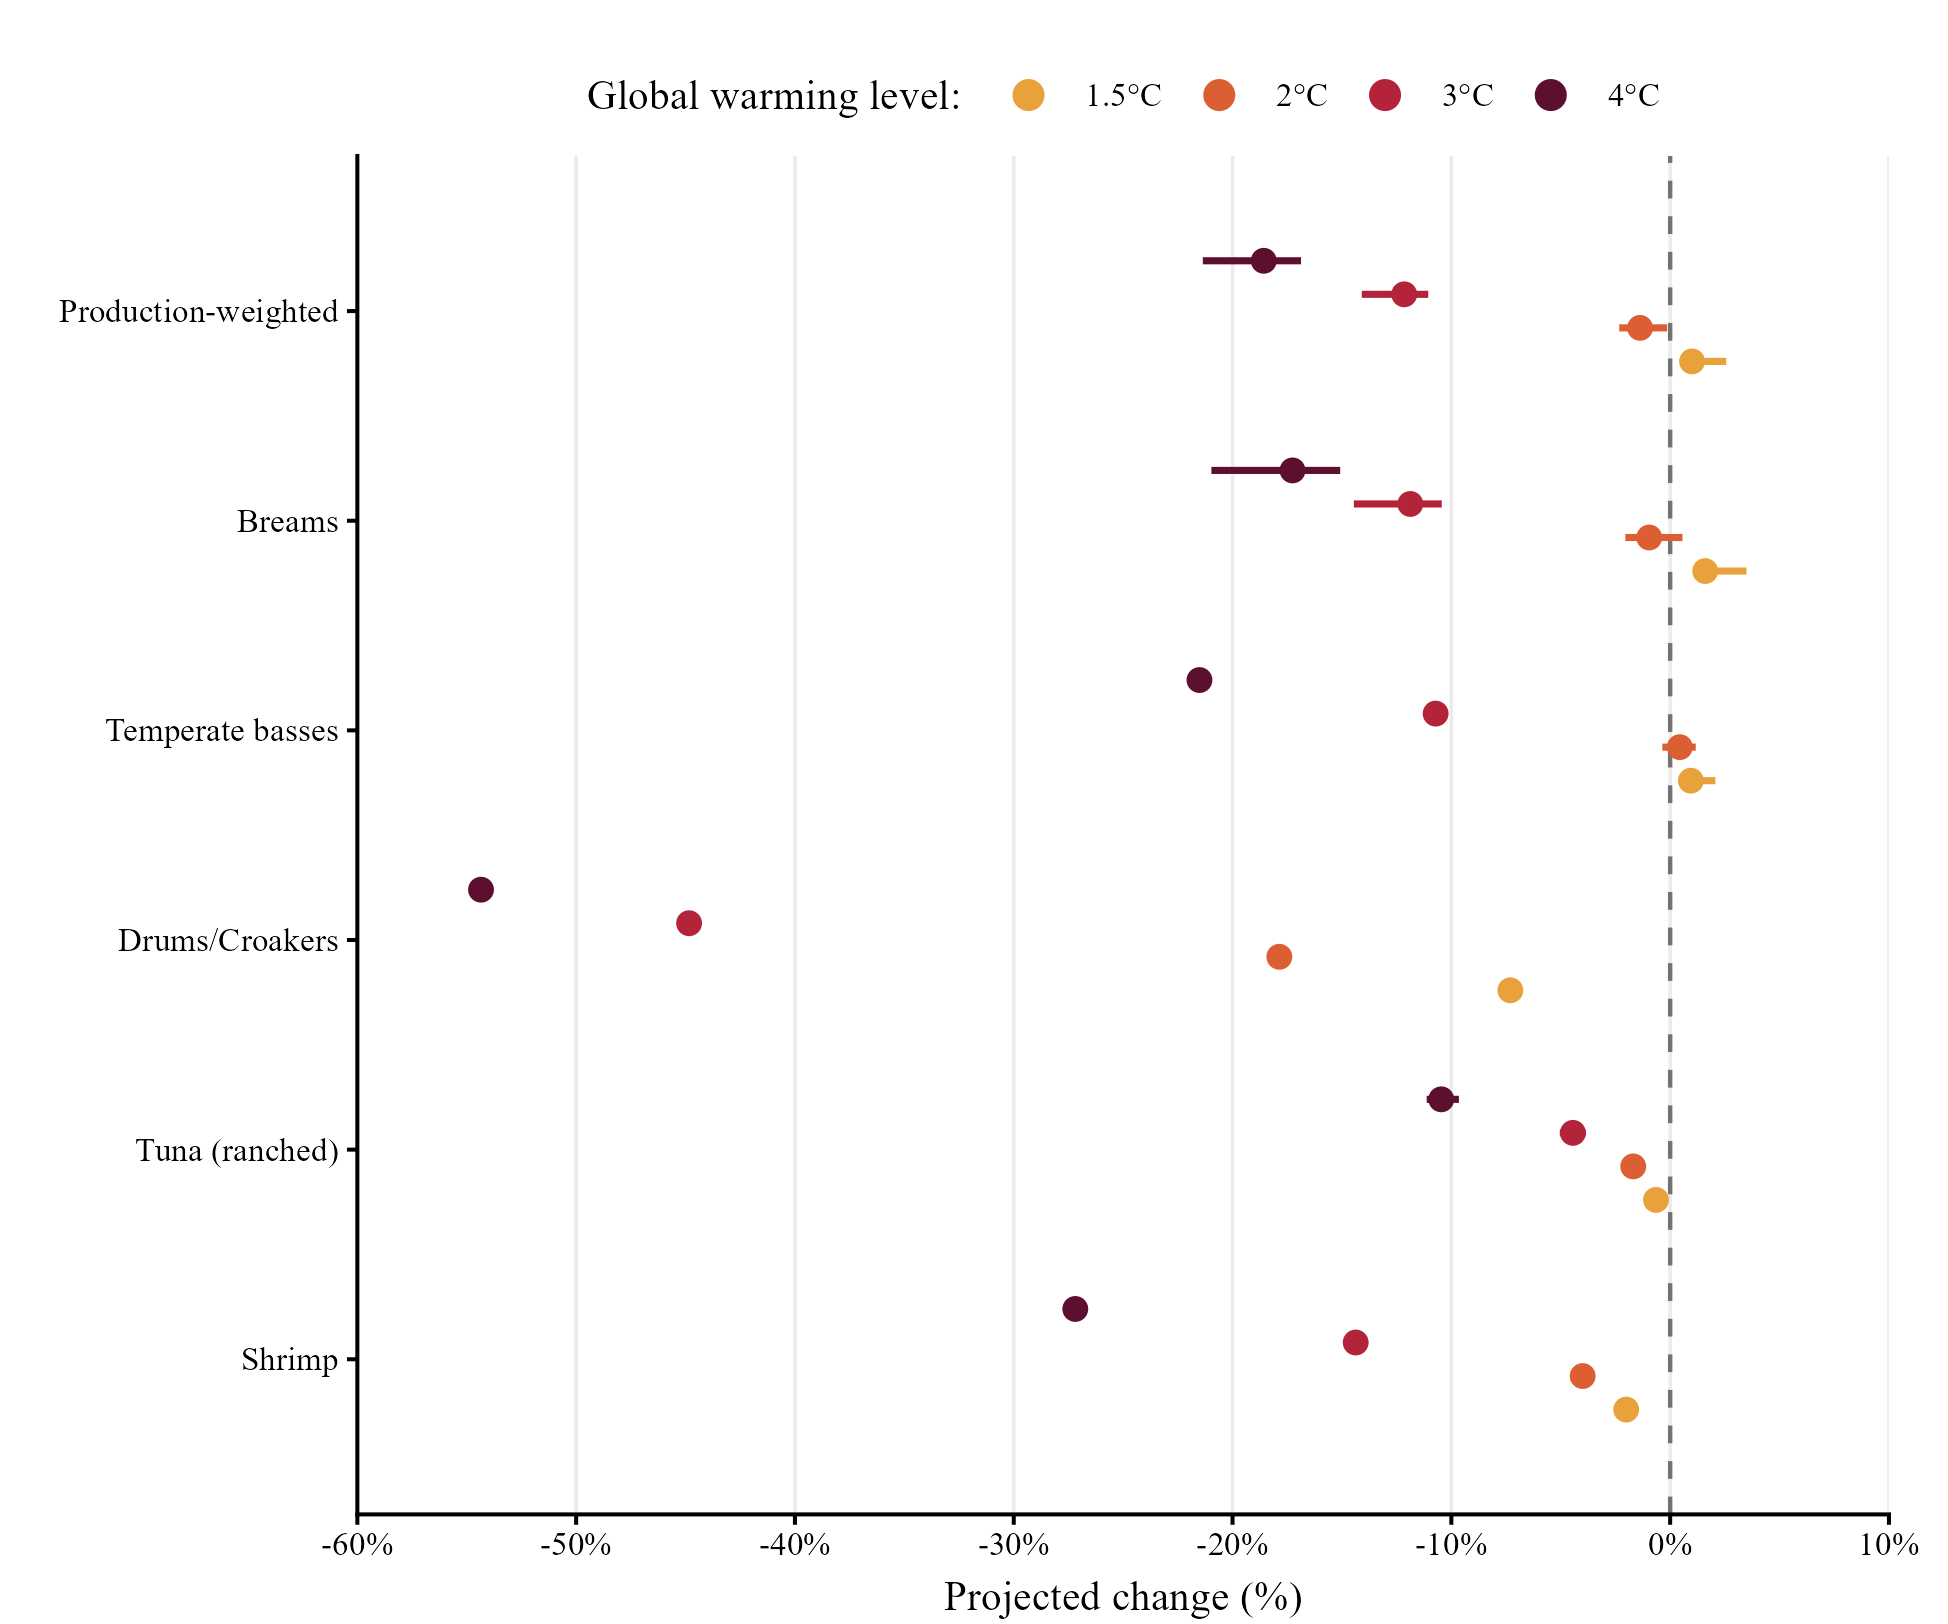 Global warming level: 1.5°C 2°C 3°C 4°C
Production-weighted
Breams
Temperate basses
Drums/Croakers
Tuna (ranched)
Shrimp
-60% -50% -40% -30% -20% -10% 0% 10%
Projected change (%)